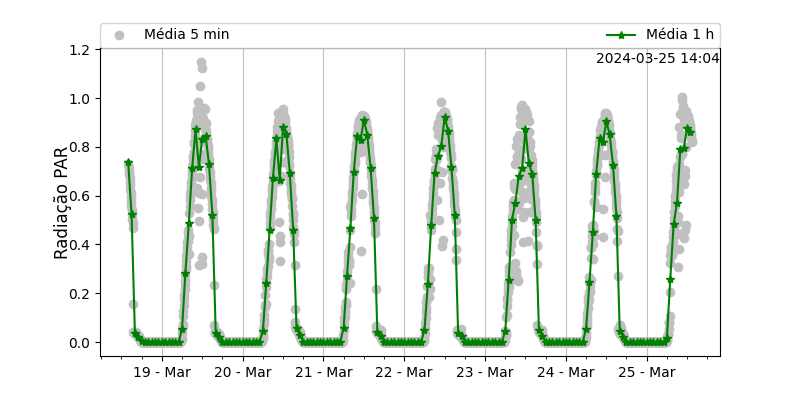 Média 5 min
Média 1 h
2024-03-25 14:04
Radiação PAR
1.2
1.0
0.8
0.6
0.4
0.2
0.0
19 - Mar
20 - Mar
21 - Mar
22 - Mar
23 - Mar
24 - Mar
25 - Mar